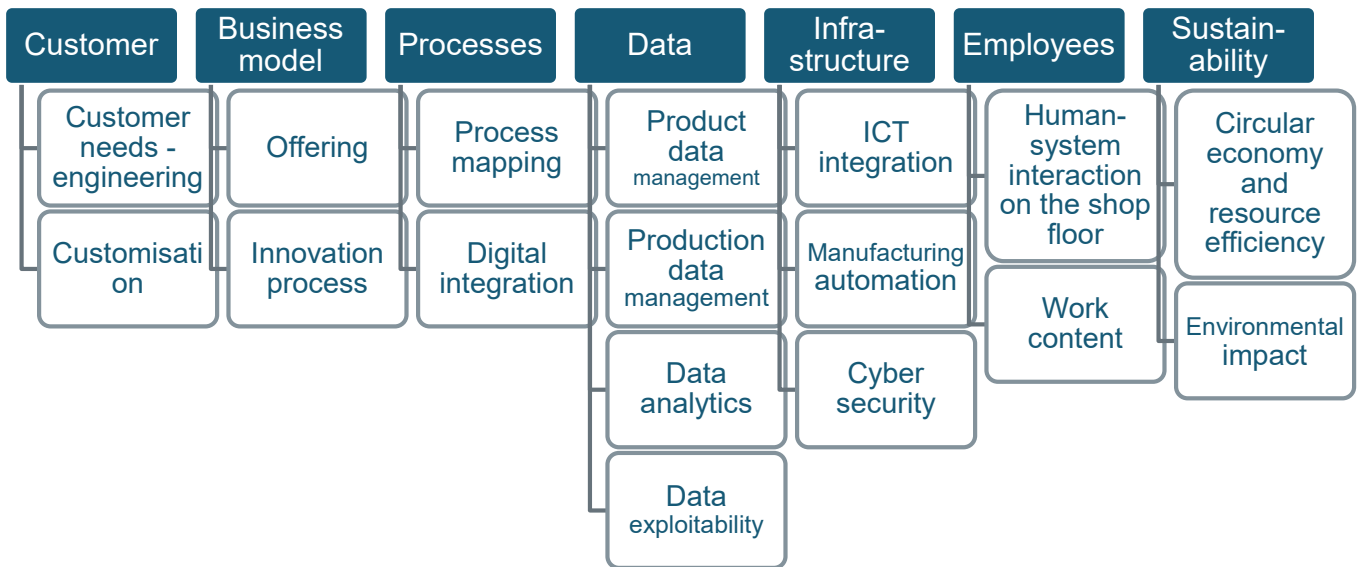 Customer
Customer
needs -
engineering
Customisati
on
Business
model
Offering
Innovation
process
Processes
Process
mapping
Digital
integration
Data
Product
data
management
Production
data
management
Data
analytics
Data
exploitability
Infra-
structure
ICT
integration
Manufacturing
automation
Cyber
security
Employees
Human-
system
interaction
on the shop
floor
Work
content
Sustain-
ability
Circular
economy
and
resource
efficiency
Environmental
impact